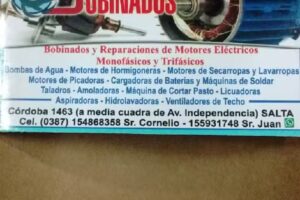 BOBINADOS
Bobinados y Reparaciones de Motores Eléctricos
Monofásicos y Trifásicos
Bombas de Agua - Motores de Hormigoneras - Motores de Secarropas y Lavarropas
Motores de Picadoras - Cargadoras de Baterías y Máquinas de Soldar
Taladros - Amoladoras - Máquina de Cortar Pasto - Licuadoras
Aspiradoras - Hidrolavadoras - Ventiladores de Techo
Córdoba 1463 (a media cuadra de Av. Independencia) SALTA
Cel. (0387) 154868358 Sr. Cornelio - 155931748 Sr. Juan